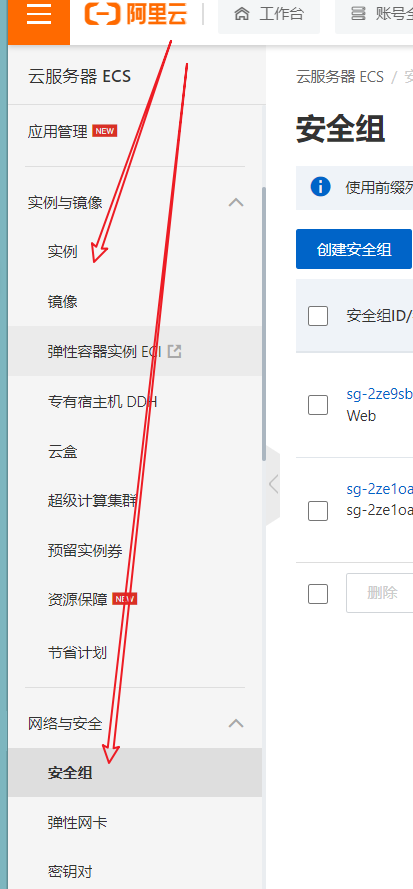 阿里云
工作台
账号全
云服务器 ECS
应用管理 NEW
实例与镜像
实例
镜像
弹性容器实例 ECI
专有宿主机 DDH
云盒
超级计算集群
预留实例券
资源保障 NEW
节省计划
网络与安全
安全组
弹性网卡
密钥对
云服务器 ECS /
安全组
使用前缀列
创建安全组
安全组ID/
sg-2ze9sb
Web
sg-2ze1oa
sg-2ze1oa
删除